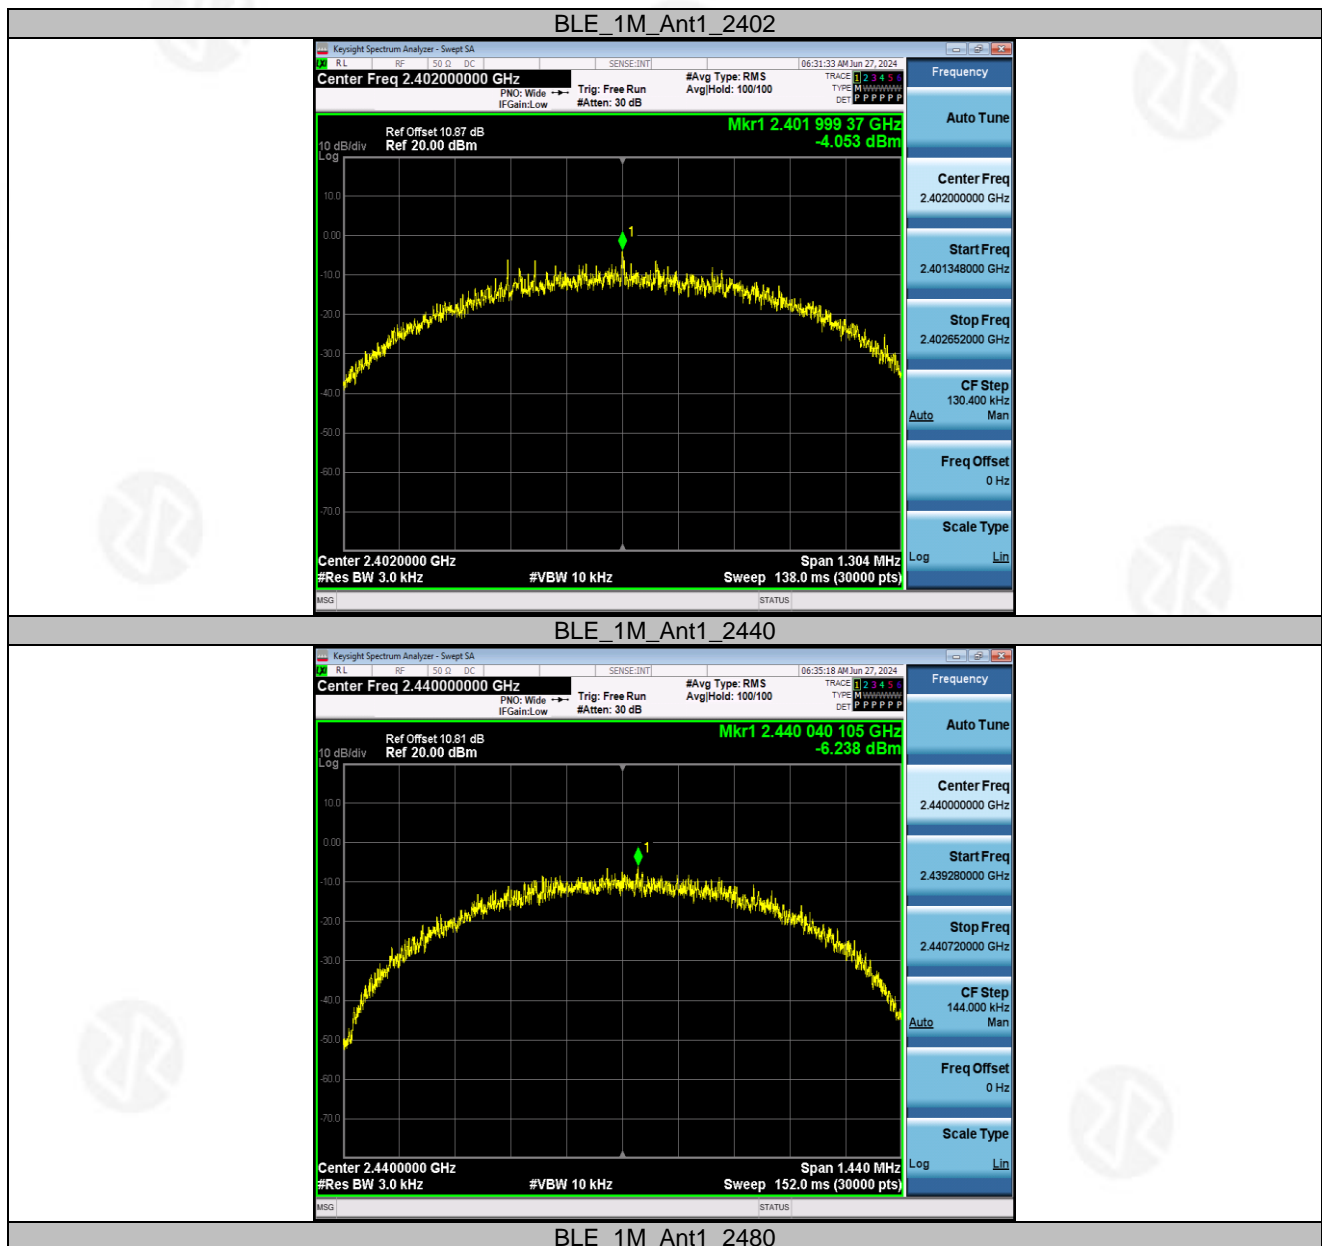 BLE_1M_Ant1_2402
Keysight Spectrum Analyzer - Swept SA
RL RF 50 Ω DC SENSE:INT 06:31:33 AM Jun 27, 2024
Center Freq 2.402000000 GHz
PNO: Wide
IFGain:Low
Trig: Free Run
#Atten: 30 dB
#Avg Type: RMS
Avg|Hold: 100/100
TRACE 1 2 3 4 5 6
TYPE M WWWWW
DET P P P P P P
Frequency
Mkr1 2.401 999 37 GHz
-4.053 dBm
Ref Offset 10.87 dB
10 dB/div Ref 20.00 dBm
Log
10.0
0.00
-10.0
-20.0
-30.0
-40.0
-50.0
-60.0
-70.0
1
Center 2.4020000 GHz Span 1.304 MHz
#Res BW 3.0 kHz #VBW 10 kHz Sweep 138.0 ms (30000 pts)
MSG STATUS
Auto Tune
Center Freq
2.402000000 GHz
Start Freq
2.401348000 GHz
Stop Freq
2.402652000 GHz
CF Step
130.400 kHz
Auto Man
Freq Offset
0 Hz
Scale Type
Log Lin
BLE_1M_Ant1_2440
Keysight Spectrum Analyzer - Swept SA
RL RF 50 Ω DC SENSE:INT 06:35:18 AM Jun 27, 2024
Center Freq 2.440000000 GHz
PNO: Wide
IFGain:Low
Trig: Free Run
#Atten: 30 dB
#Avg Type: RMS
Avg|Hold: 100/100
TRACE 1 2 3 4 5 6
TYPE M WWWWW
DET P P P P P P
Frequency
Mkr1 2.440 040 105 GHz
-6.238 dBm
Ref Offset 10.81 dB
10 dB/div Ref 20.00 dBm
Log
10.0
0.00
-10.0
-20.0
-30.0
-40.0
-50.0
-60.0
-70.0
1
Center 2.4400000 GHz Span 1.440 MHz
#Res BW 3.0 kHz #VBW 10 kHz Sweep 152.0 ms (30000 pts)
MSG STATUS
Auto Tune
Center Freq
2.440000000 GHz
Start Freq
2.439280000 GHz
Stop Freq
2.440720000 GHz
CF Step
144.000 kHz
Auto Man
Freq Offset
0 Hz
Scale Type
Log Lin
BLE_1M_Ant1_2480